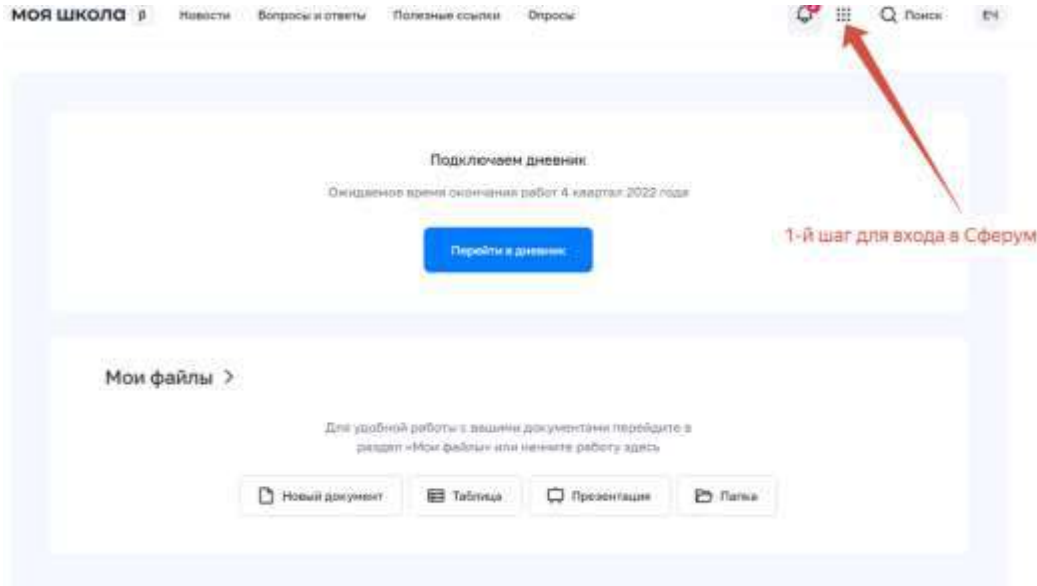 МОЯ ШКОЛА β Новости Вопросы и ответы Полезные ссылки Опросы Поиск ЕЧ
Подключаем дневник
Ожидаемое время окончания работ 4 квартал 2022 года
Перейти в дневник
1-й шаг для входа в Сферум
Мои файлы >
Для удобной работы с вашими документами перейдите в
раздел «Мои файлы» или начните работу здесь
Новый документ Таблица Презентация Папка